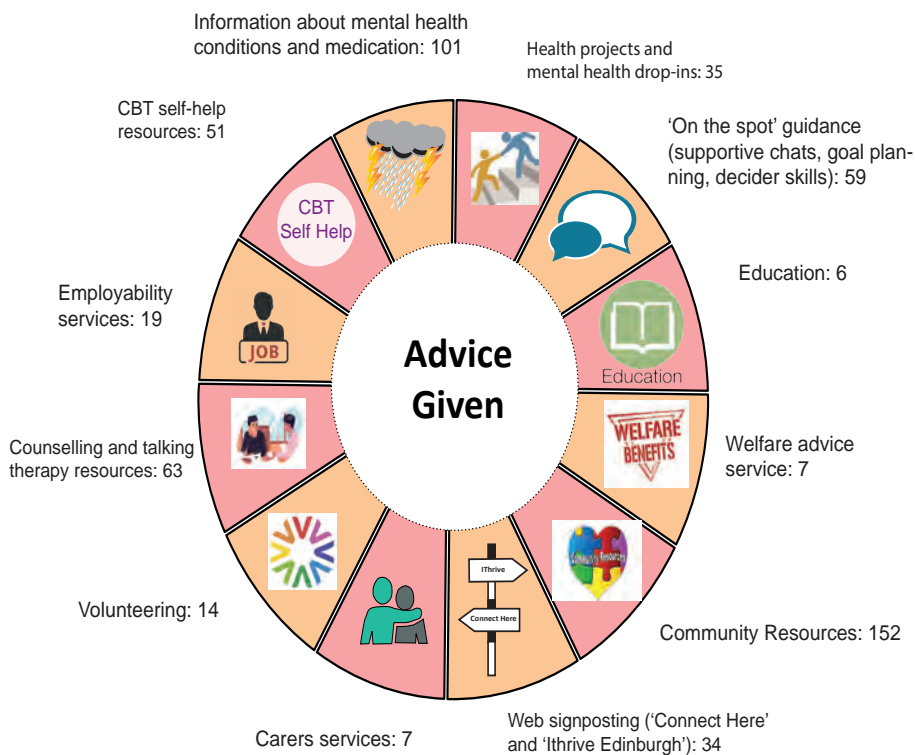 Information about mental health
conditions and medication: 101
Health projects and
mental health drop-ins: 35
CBT self-help
resources: 51
'On the spot' guidance
(supportive chats, goal plan-
ning, decider skills): 59
CBT
Self Help
Education: 6
Employability
services: 19
JOB
Education
Advice
Given
Counselling and talking
therapy resources: 63
WELFARE
BENEFITS
Welfare advice
service: 7
Volunteering: 14
Community Resources
IThrive
Connect Here
Community Resources: 152
Carers services: 7
Web signposting ('Connect Here'
and 'Ithrive Edinburgh'): 34